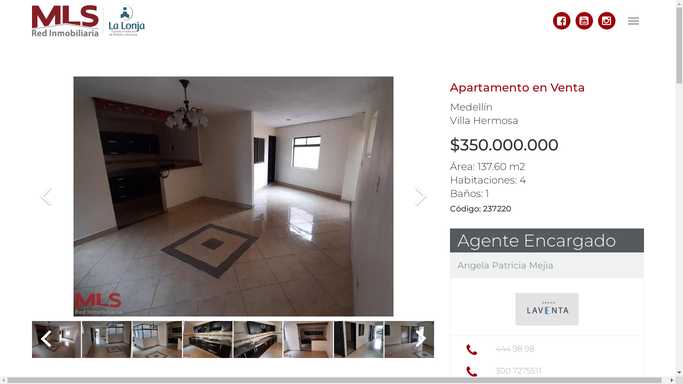 MLS
Red Inmobiliaria
La Lonja
Apartamento en Venta
Medellín
Villa Hermosa
$350.000.000
Área: 137.60 m2
Habitaciones: 4
Baños: 1
Código: 237220
MLS
Red Inmobiliaria
Agente Encargado
Angela Patricia Mejia
LAVENTA
98 98
300 7275511